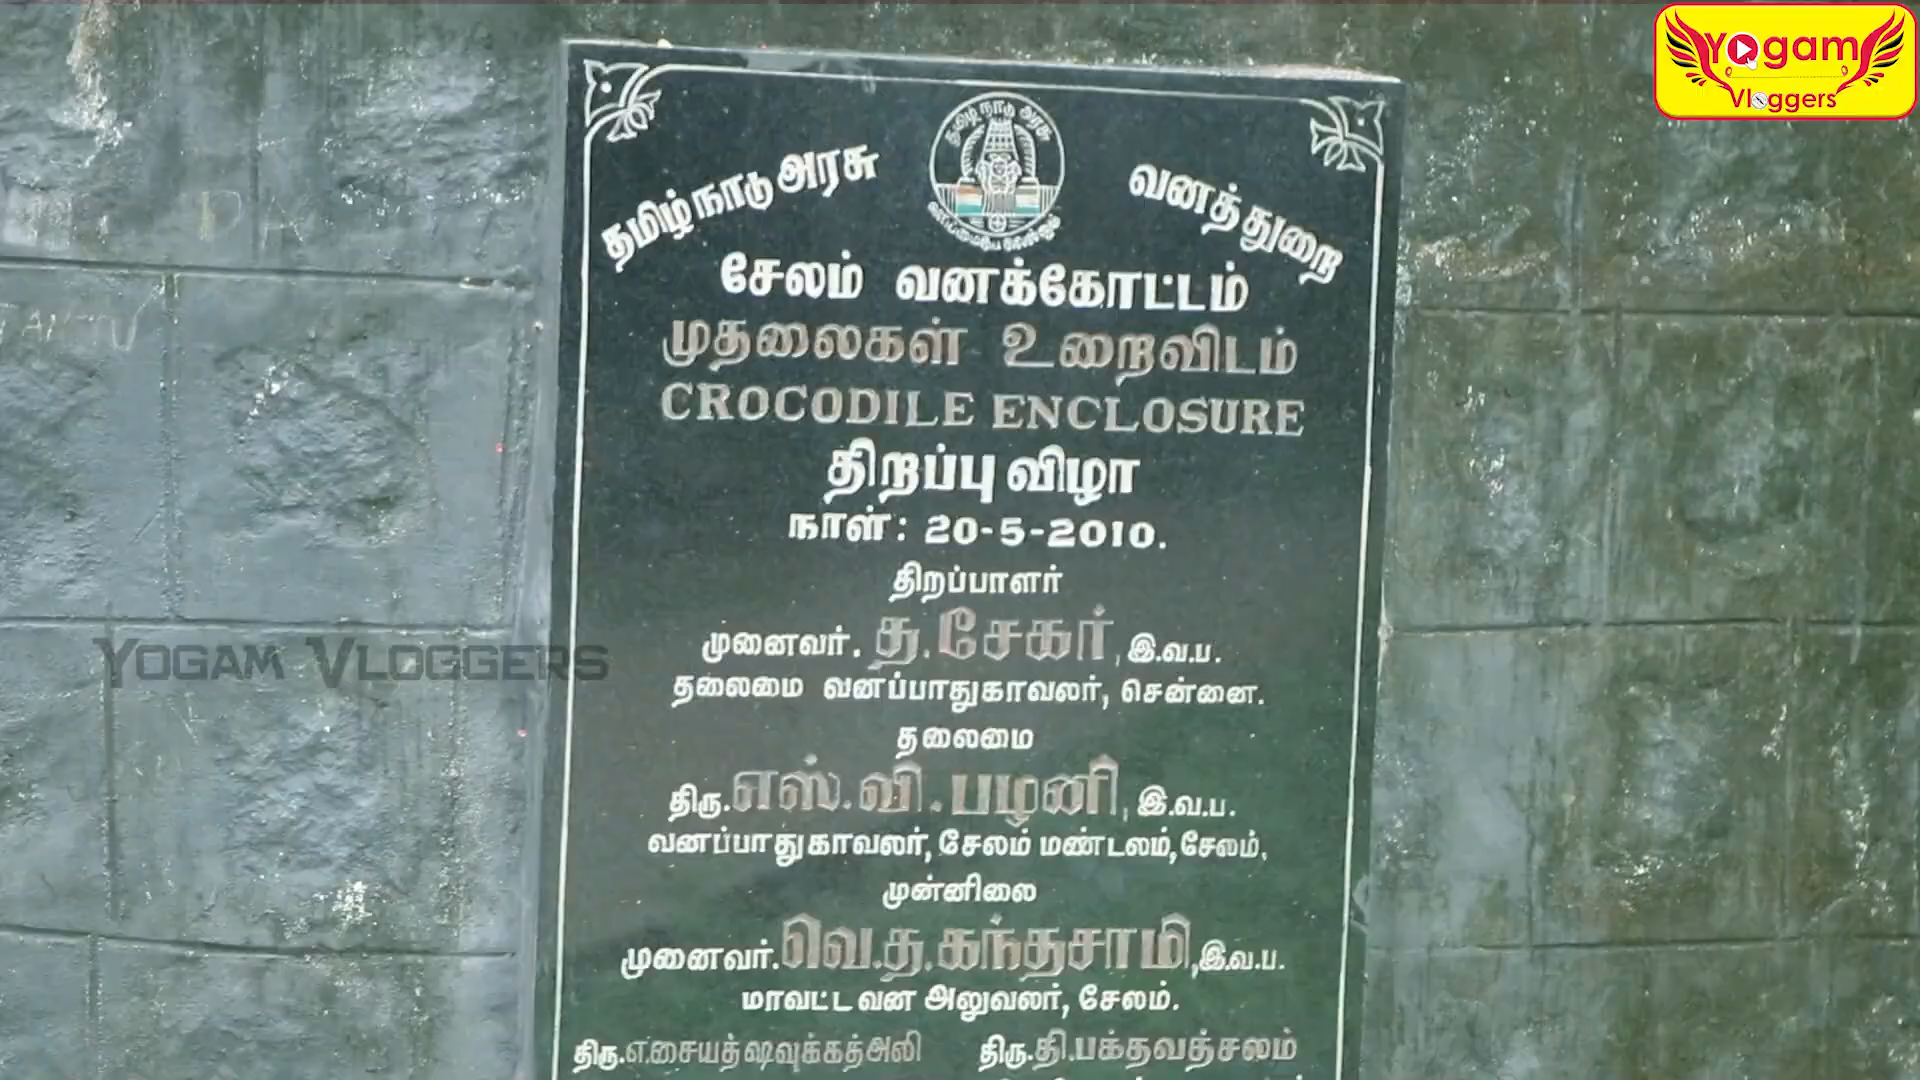 Yogam
Vloggers
தமிழ் நாடு அரசு
தமிழ்நாடு அரசு
வனத்துறை
சேலம் வனக்கோட்டம்
முதலைகள் உறைவிடம்
CROCODILE ENCLOSURE
திறப்பு விழா
நாள்: 20-5-2010.
திறப்பாளர்
முனைவர். த.சேகர், இ.வ.ப.
தலைமை வனப்பாதுகாவலர், சென்னை.
YOGAM VLOGGERS
தலைமை
திரு.எஸ்.வி.பழனி, இ.வ.ப.
வனப்பாதுகாவலர், சேலம் மண்டலம், சேலம்.
முன்னிலை
முனைவர்.வெ.த.கந்தசாமி,இ.வ.ப.
மாவட்ட வன அலுவலர், சேலம்.
திரு.எ.சையத்ஷவுக்கத்அலி திரு.தி.பக்தவத்சலம்